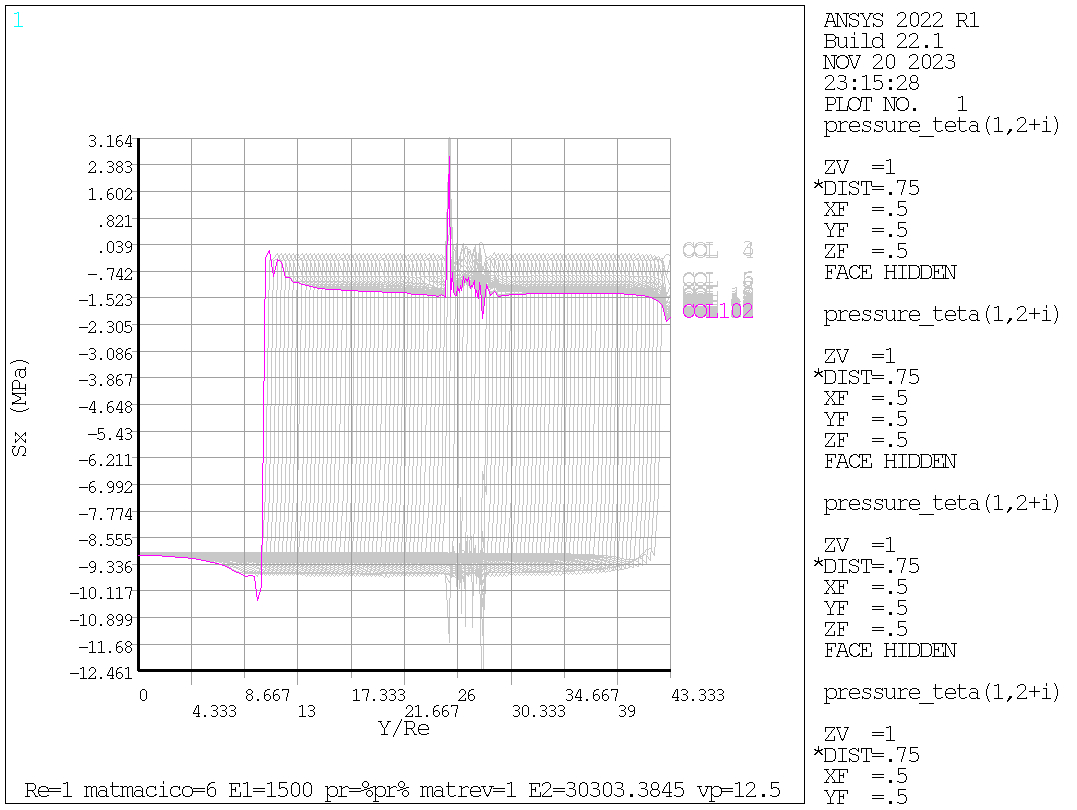 1
ANSYS 2022 R1
Build 22.1
NOV 20 2023
23:15:28
PLOT NO. 1
pressure_teta(1,2+i)
ZV =1
*DIST=.75
XF =.5
YF =.5
ZF =.5
FACE HIDDEN
pressure_teta(1,2+i)
ZV =1
*DIST=.75
XF =.5
YF =.5
ZF =.5
FACE HIDDEN
pressure_teta(1,2+i)
ZV =1
*DIST=.75
XF =.5
YF =.5
ZF =.5
FACE HIDDEN
pressure_teta(1,2+i)
ZV =1
*DIST=.75
XF =.5
YF =.5
3.164
2.383
1.602
.821
.039
-.742
-1.523
-2.305
-3.086
-3.867
-4.648
-5.43
-6.211
-6.992
-7.774
-8.555
-9.336
-10.117
-10.899
-11.68
-12.461
Sx (MPa)
COL
COL
COL102
0
4.333
8.667
13
17.333
21.667
26
30.333
34.667
39
43.333
Y/Re
Re=1 matmacico=6 E1=1500 pr=%pr% matrev=1 E2=30303.3845 vp=12.5